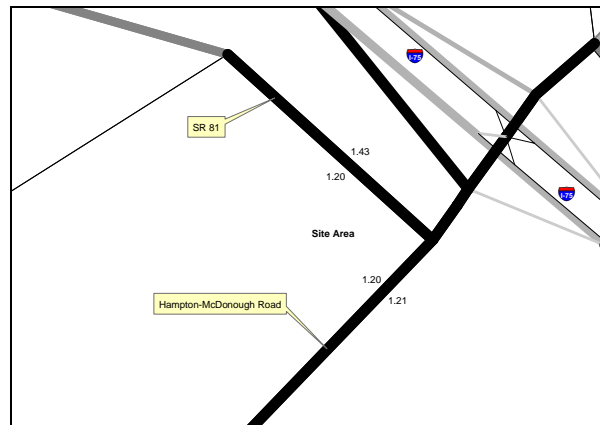 I-75
SR 81
1.43
1.20
I-75
Site Area
1.20
1.21
Hampton-McDonough Road